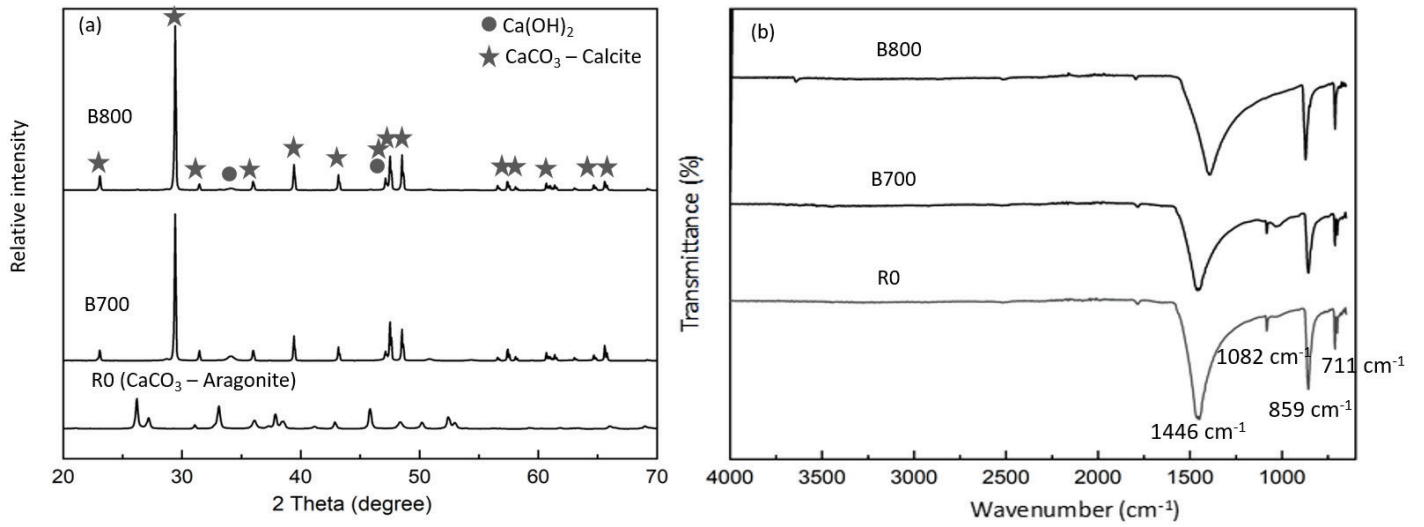 (a)
Ca(OH)₂
CaCO₃ – Calcite
B800
B700
R0 (CaCO₃ – Aragonite)
Relative intensity
20 30 40 50 60 70
2 Theta (degree)
(b)
B800
B700
R0
1082 cm⁻¹
711 cm⁻¹
859 cm⁻¹
1446 cm⁻¹
Transmittance (%)
4000 3500 3000 2500 2000 1500 1000
Wavenumber (cm⁻¹)